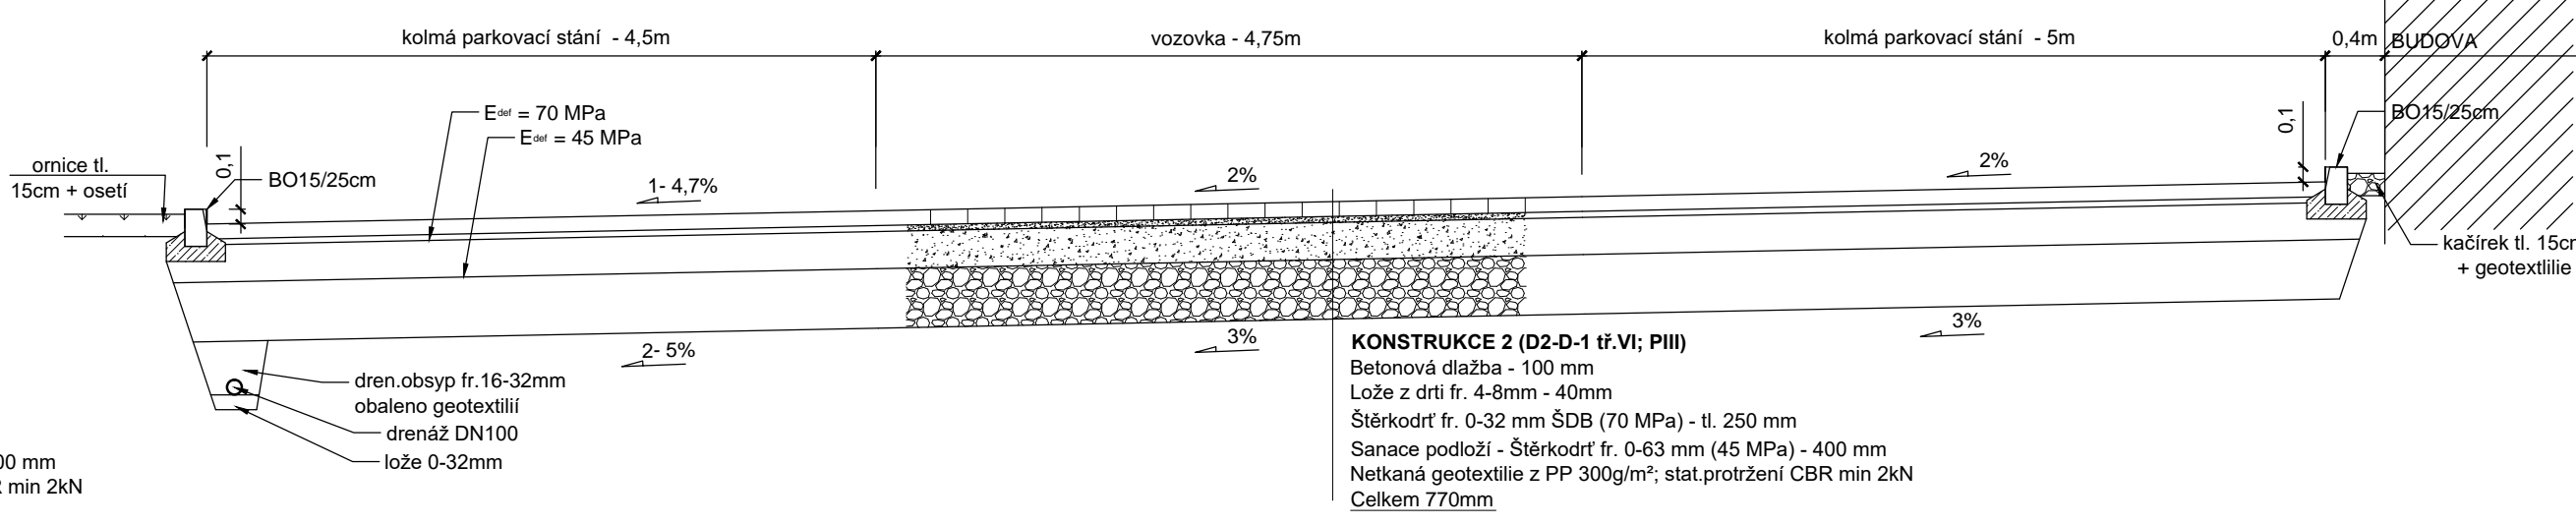 kolmá parkovací stání - 4,5m
vozovka - 4,75m
kolmá parkovací stání - 5m
0,4m
BUDOVA
Edef = 70 MPa
Edef = 45 MPa
BO15/25cm
0,1
0,1
ornice tl.
15cm + osetí
BO15/25cm
1- 4,7%
2%
2%
kačírek tl. 15cm
+ geotextlilie
2- 5%
3%
3%
dren.obsyp fr.16-32mm
obaleno geotextilií
drenáž DN100
lože 0-32mm
00 mm
R min 2kN
KONSTRUKCE 2 (D2-D-1 tř.VI; PIII)
Betonová dlažba - 100 mm
Lože z drti fr. 4-8mm - 40mm
Štěrkodrť fr. 0-32 mm ŠDB (70 MPa) - tl. 250 mm
Sanace podloží - Štěrkodrť fr. 0-63 mm (45 MPa) - 400 mm
Netkaná geotextilie z PP 300g/m²; stat.protržení CBR min 2kN
Celkem 770mm